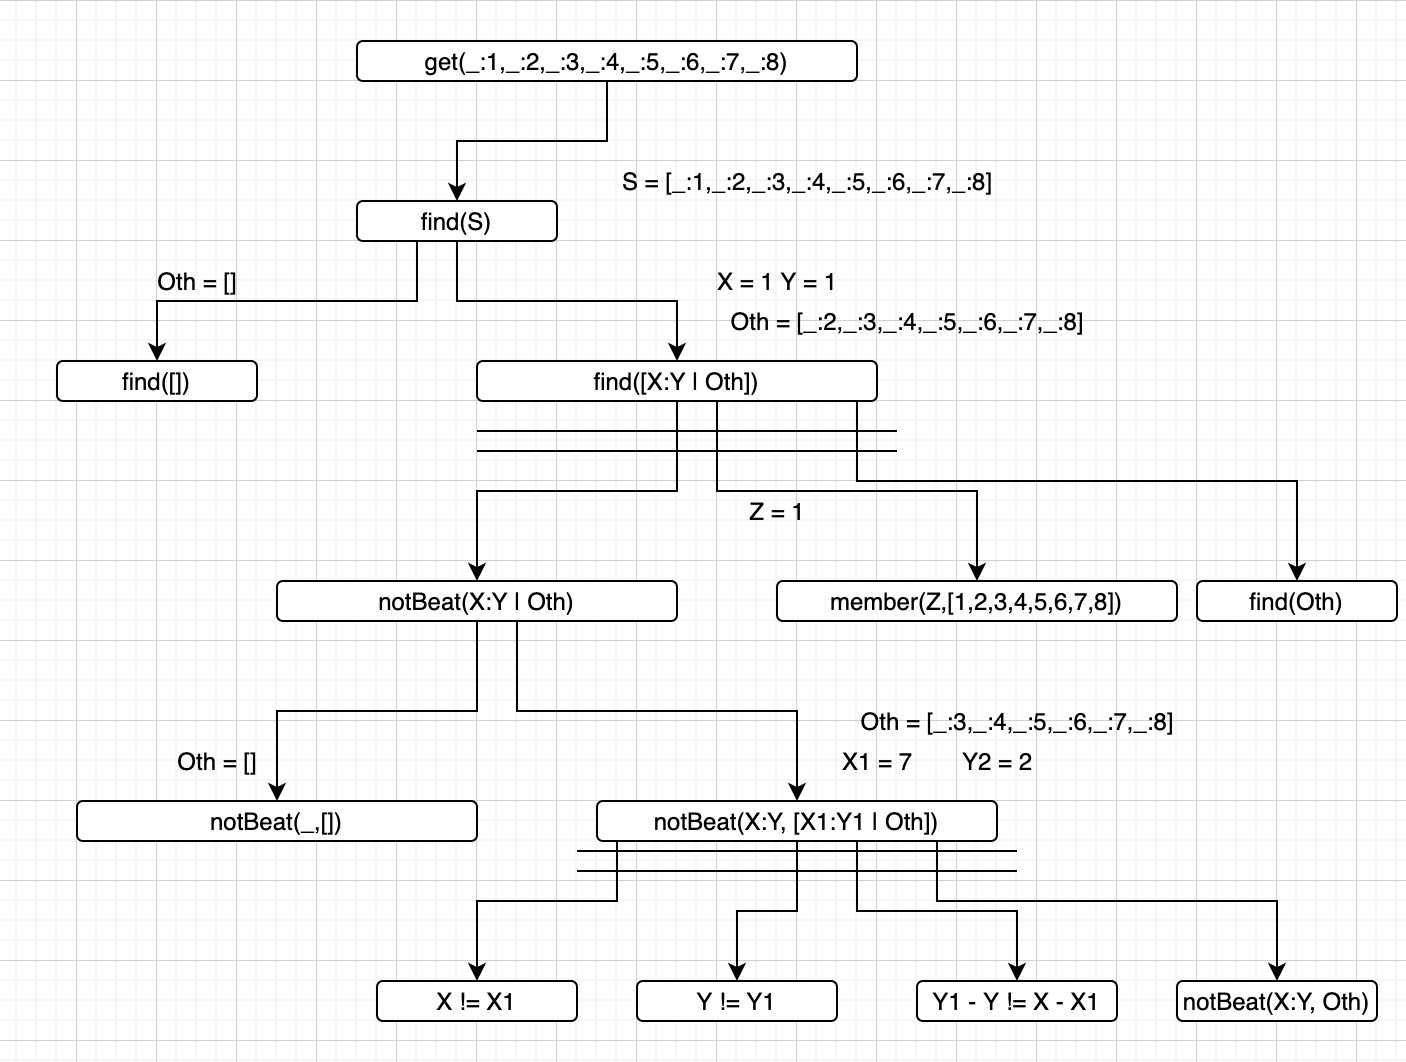 get(_:1,_:2,_:3,_:4,_:5,_:6,_:7,_:8)
S = [_:1,_:2,_:3,_:4,_:5,_:6,_:7,_:8]
find(S)
Oth = []
X = 1 Y = 1
Oth = [_:2,_:3,_:4,_:5,_:6,_:7,_:8]
find([])
find([X:Y | Oth])
Z = 1
notBeat(X:Y | Oth)
member(Z,[1,2,3,4,5,6,7,8])
find(Oth)
Oth = [_:3,_:4,_:5,_:6,_:7,_:8]
Oth = []
X1 = 7 Y2 = 2
notBeat(_,[])
notBeat(X:Y, [X1:Y1 | Oth])
X != X1
Y != Y1
Y1 - Y != X - X1
notBeat(X:Y, Oth)